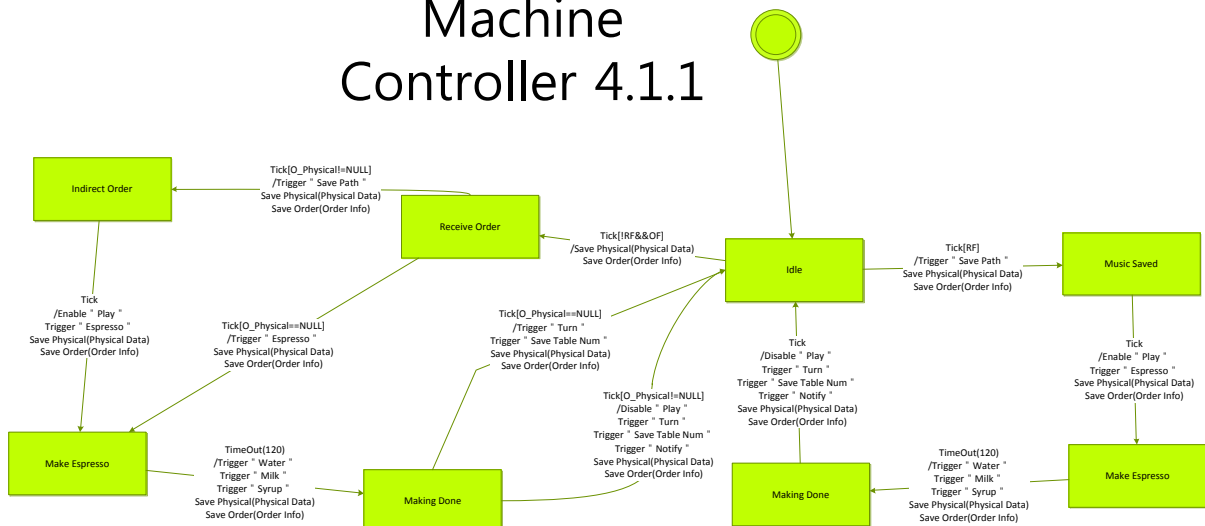 Machine
Controller 4.1.1
Indirect Order
Tick[O_Physical!=NULL]
/Trigger " Save Path "
Save Physical(Physical Data)
Save Order(Order Info)
Receive Order
Tick[!RF&&OF]
/Save Physical(Physical Data)
Save Order(Order Info)
Idle
Tick[RF]
/Trigger " Save Path "
Save Physical(Physical Data)
Save Order(Order Info)
Music Saved
Tick
/Enable " Play "
Trigger " Espresso "
Save Physical(Physical Data)
Save Order(Order Info)
Tick[O_Physical==NULL]
/Trigger " Espresso "
Save Physical(Physical Data)
Save Order(Order Info)
Tick[O_Physical==NULL]
/Trigger " Turn "
Trigger " Save Table Num "
Save Physical(Physical Data)
Save Order(Order Info)
Tick[O_Physical!=NULL]
/Disable " Play "
Trigger " Turn "
Trigger " Save Table Num "
Trigger " Notify "
Save Physical(Physical Data)
Save Order(Order Info)
Tick
/Disable " Play "
Trigger " Turn "
Trigger " Save Table Num "
Trigger " Notify "
Save Physical(Physical Data)
Save Order(Order Info)
Tick
/Enable " Play "
Trigger " Espresso "
Save Physical(Physical Data)
Save Order(Order Info)
Make Espresso
TimeOut(120)
/Trigger " Water "
Trigger " Milk "
Trigger " Syrup "
Save Physical(Physical Data)
Save Order(Order Info)
Making Done
Making Done
TimeOut(120)
/Trigger " Water "
Trigger " Milk "
Trigger " Syrup "
Save Physical(Physical Data)
Save Order(Order Info)
Make Espresso